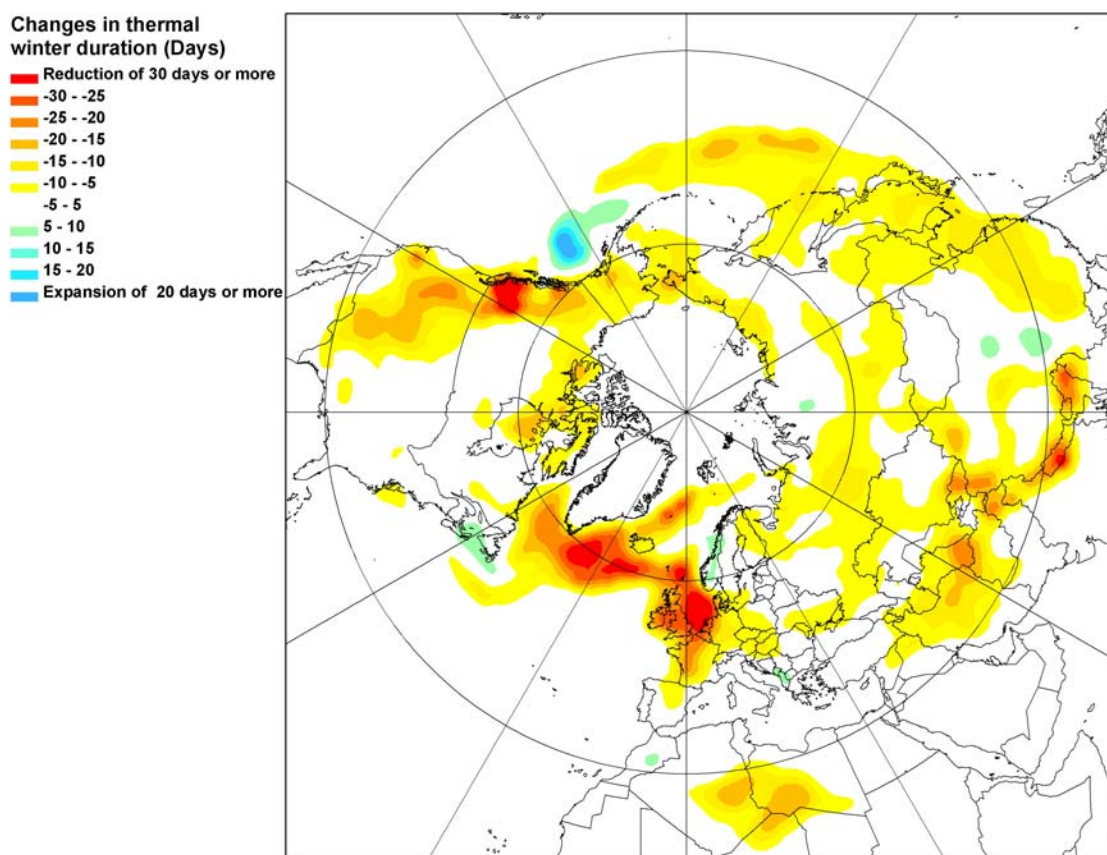 Changes in thermal
winter duration (Days)
Reduction of 30 days or more
-30 - -25
-25 - -20
-20 - -15
-15 - -10
-10 - -5
-5 - 5
5 - 10
10 - 15
15 - 20
Expansion of 20 days or more